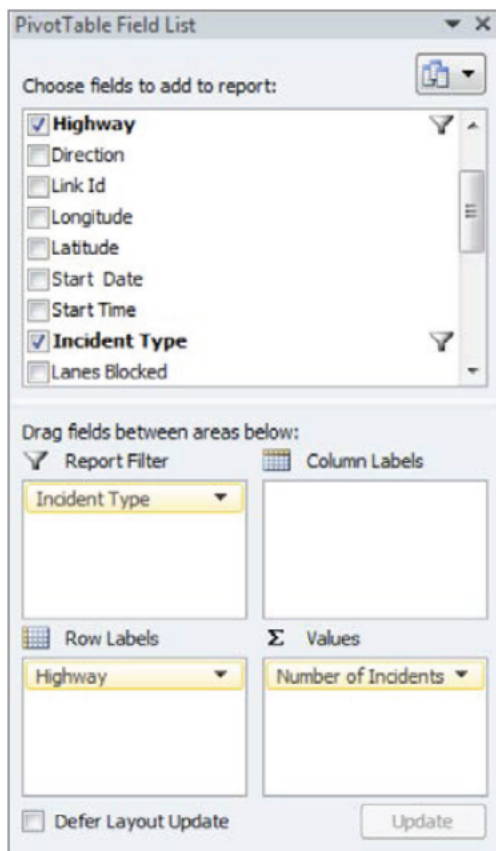 PivotTable Field List
Choose fields to add to report:
Highway
Direction
Link Id
Longitude
Latitude
Start Date
Start Time
Incident Type
Lanes Blocked
Drag fields between areas below:
Report Filter
Column Labels
Incident Type
Row Labels
Σ Values
Highway
Number of Incidents
Defer Layout Update
Update